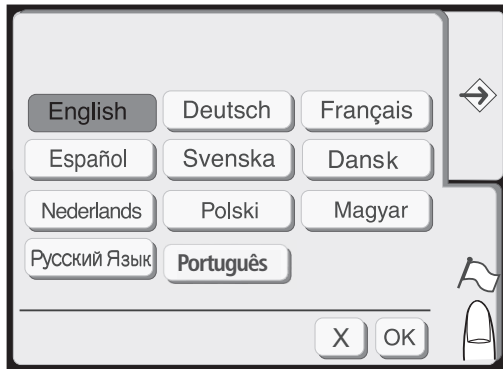 English Deutsch Français
Español Svenska Dansk
Nederlands Polski Magyar
Русский Язык Português
X OK